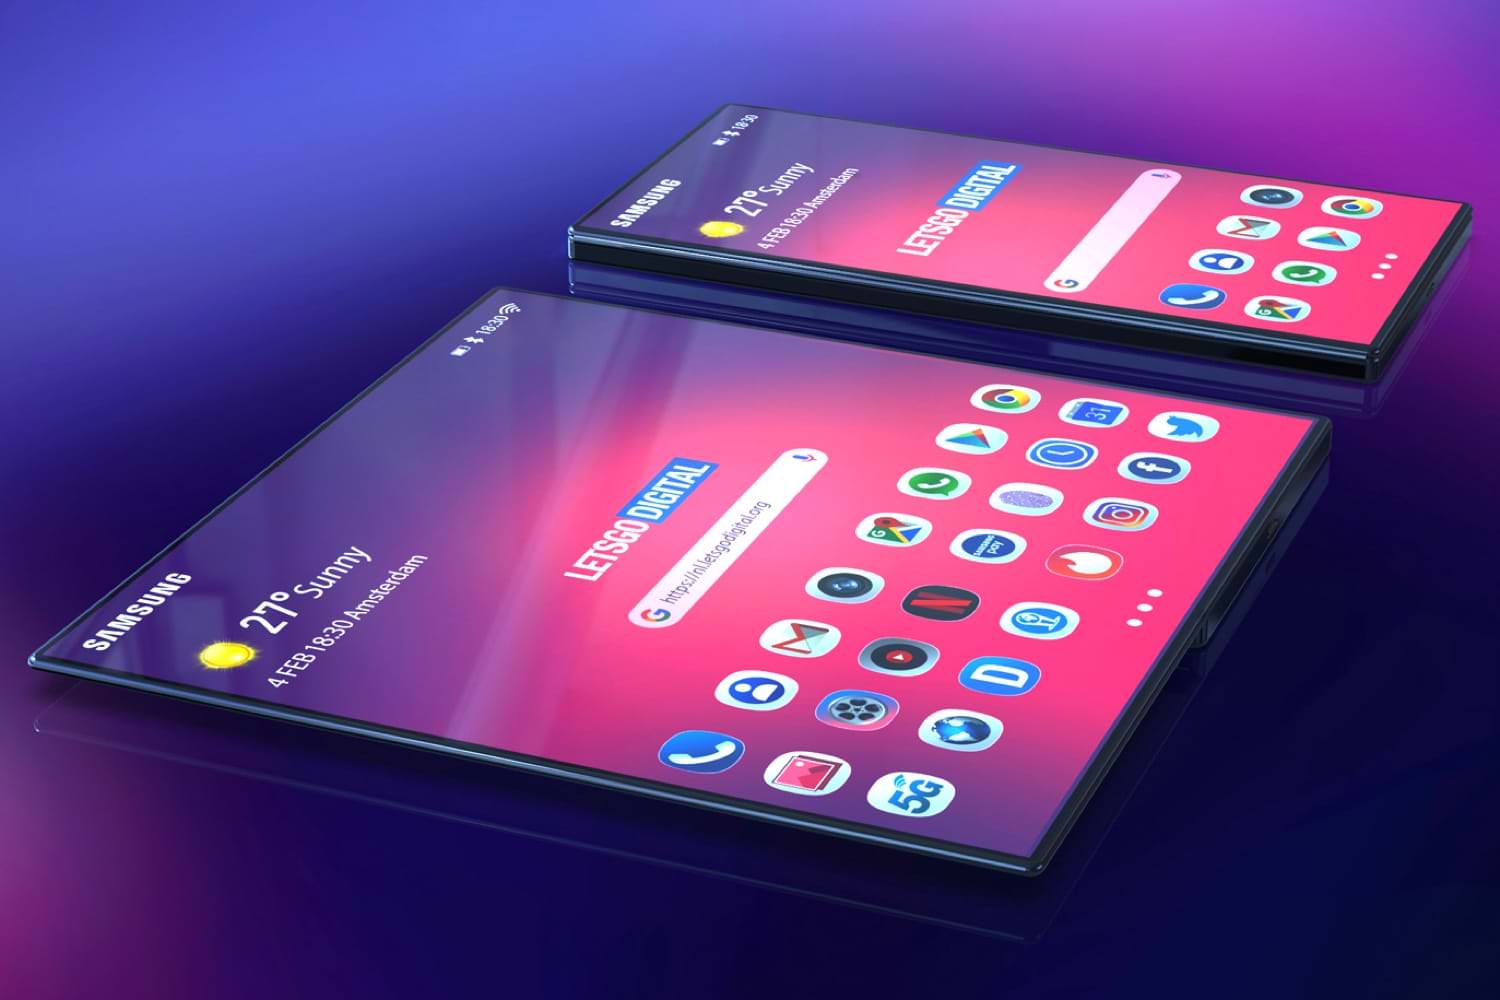 18:30
SAMSUNG
27° Sunny
4 FEB 18:30 Amsterdam
LETSGO DIGITAL
G
G
18:30
SAMSUNG
27° Sunny
4 FEB 18:30 Amsterdam
LETSGO DIGITAL
G https://nl.letsgodigital.org
31
f
G
SAMSUNG
pay
N
D
5G